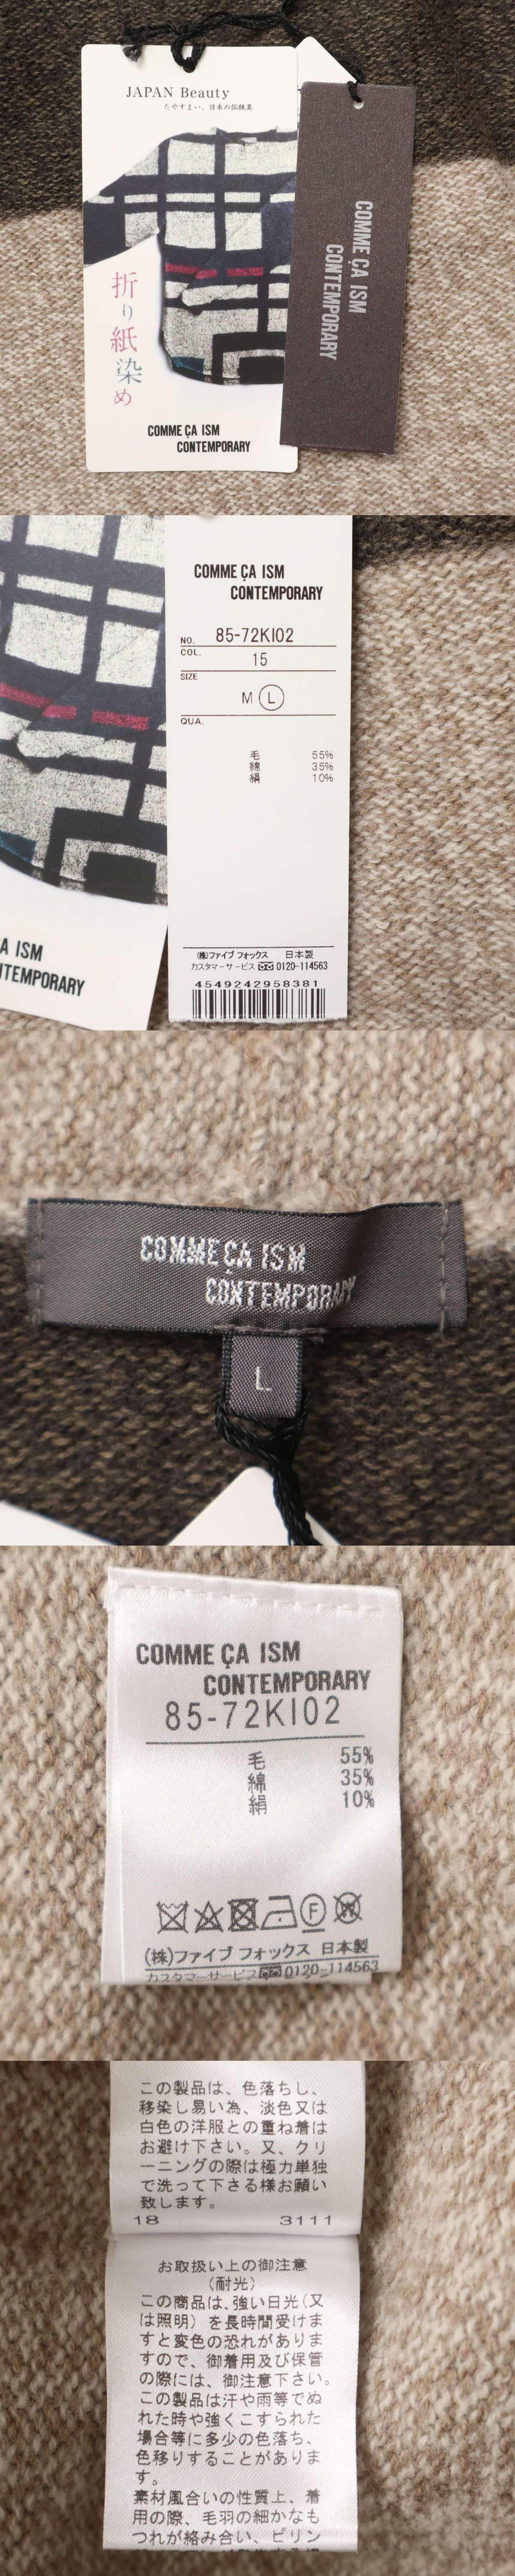 JAPAN Beauty
たやすまい、日本の伝統美
折り紙染め
COMME ÇA ISM
CONTEMPORARY
COMME ÇA ISM
CONTEMPORARY
A ISM
TEMPORARY
COMME ÇA ISM
CONTEMPORARY
NO. 85-72KI02
COL. 15
SIZE
M L
QUA.
毛 55%
綿 35%
絹 10%
(株)ファイブ フォックス 日本製
カスタマーサービス 0120-114563
4549242958381
COMME ÇA ISM
CONTEMPORARY
L
COMME ÇA ISM
CONTEMPORARY
85-72KI02
毛 55%
綿 35%
絹 10%
F
W
(株)ファイブ フォックス 日本製
カスタマーサービス 0120-114563
この製品は、色落ちし、
移染し易い為、淡色又は
白色の洋服との重ね着は
お避け下さい。又、クリ
ーニングの際は極力単独
で洗って下さる様お願い
致します。
18 3111
お取扱い上の御注意
(耐光)
この商品は、強い日光(又
は照明) を長時間受けま
すと変色の恐れがありま
すので、御着用及び保管
の際には、御注意下さい。
この製品は汗や雨等でぬ
れた時や強くこすられた
場合等に多少の色落ち、
色移りすることがありま
す。
素材風合いの性質上、着
用の際、毛羽の細かなも
つれが絡み合い、ピリン